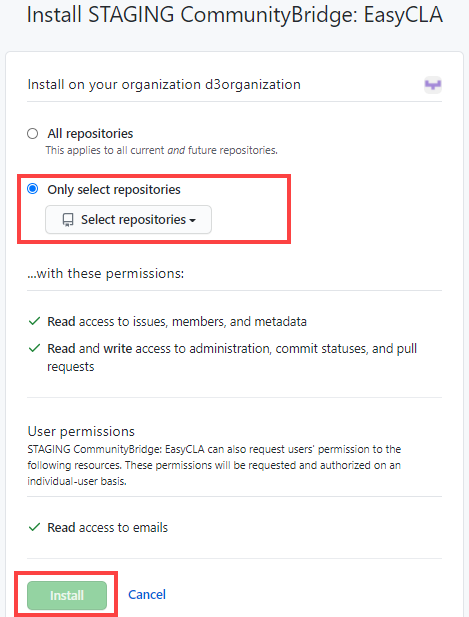 Install STAGING CommunityBridge: EasyCLA
Install on your organization d3organization
All repositories
This applies to all current and future repositories.
Only select repositories
Select repositories
...with these permissions:
Read access to issues, members, and metadata
Read and write access to administration, commit statuses, and pull
requests
User permissions
STAGING CommunityBridge: EasyCLA can also request users' permission to the
following resources. These permissions will be requested and authorized on an
individual-user basis.
Read access to emails
Install Cancel